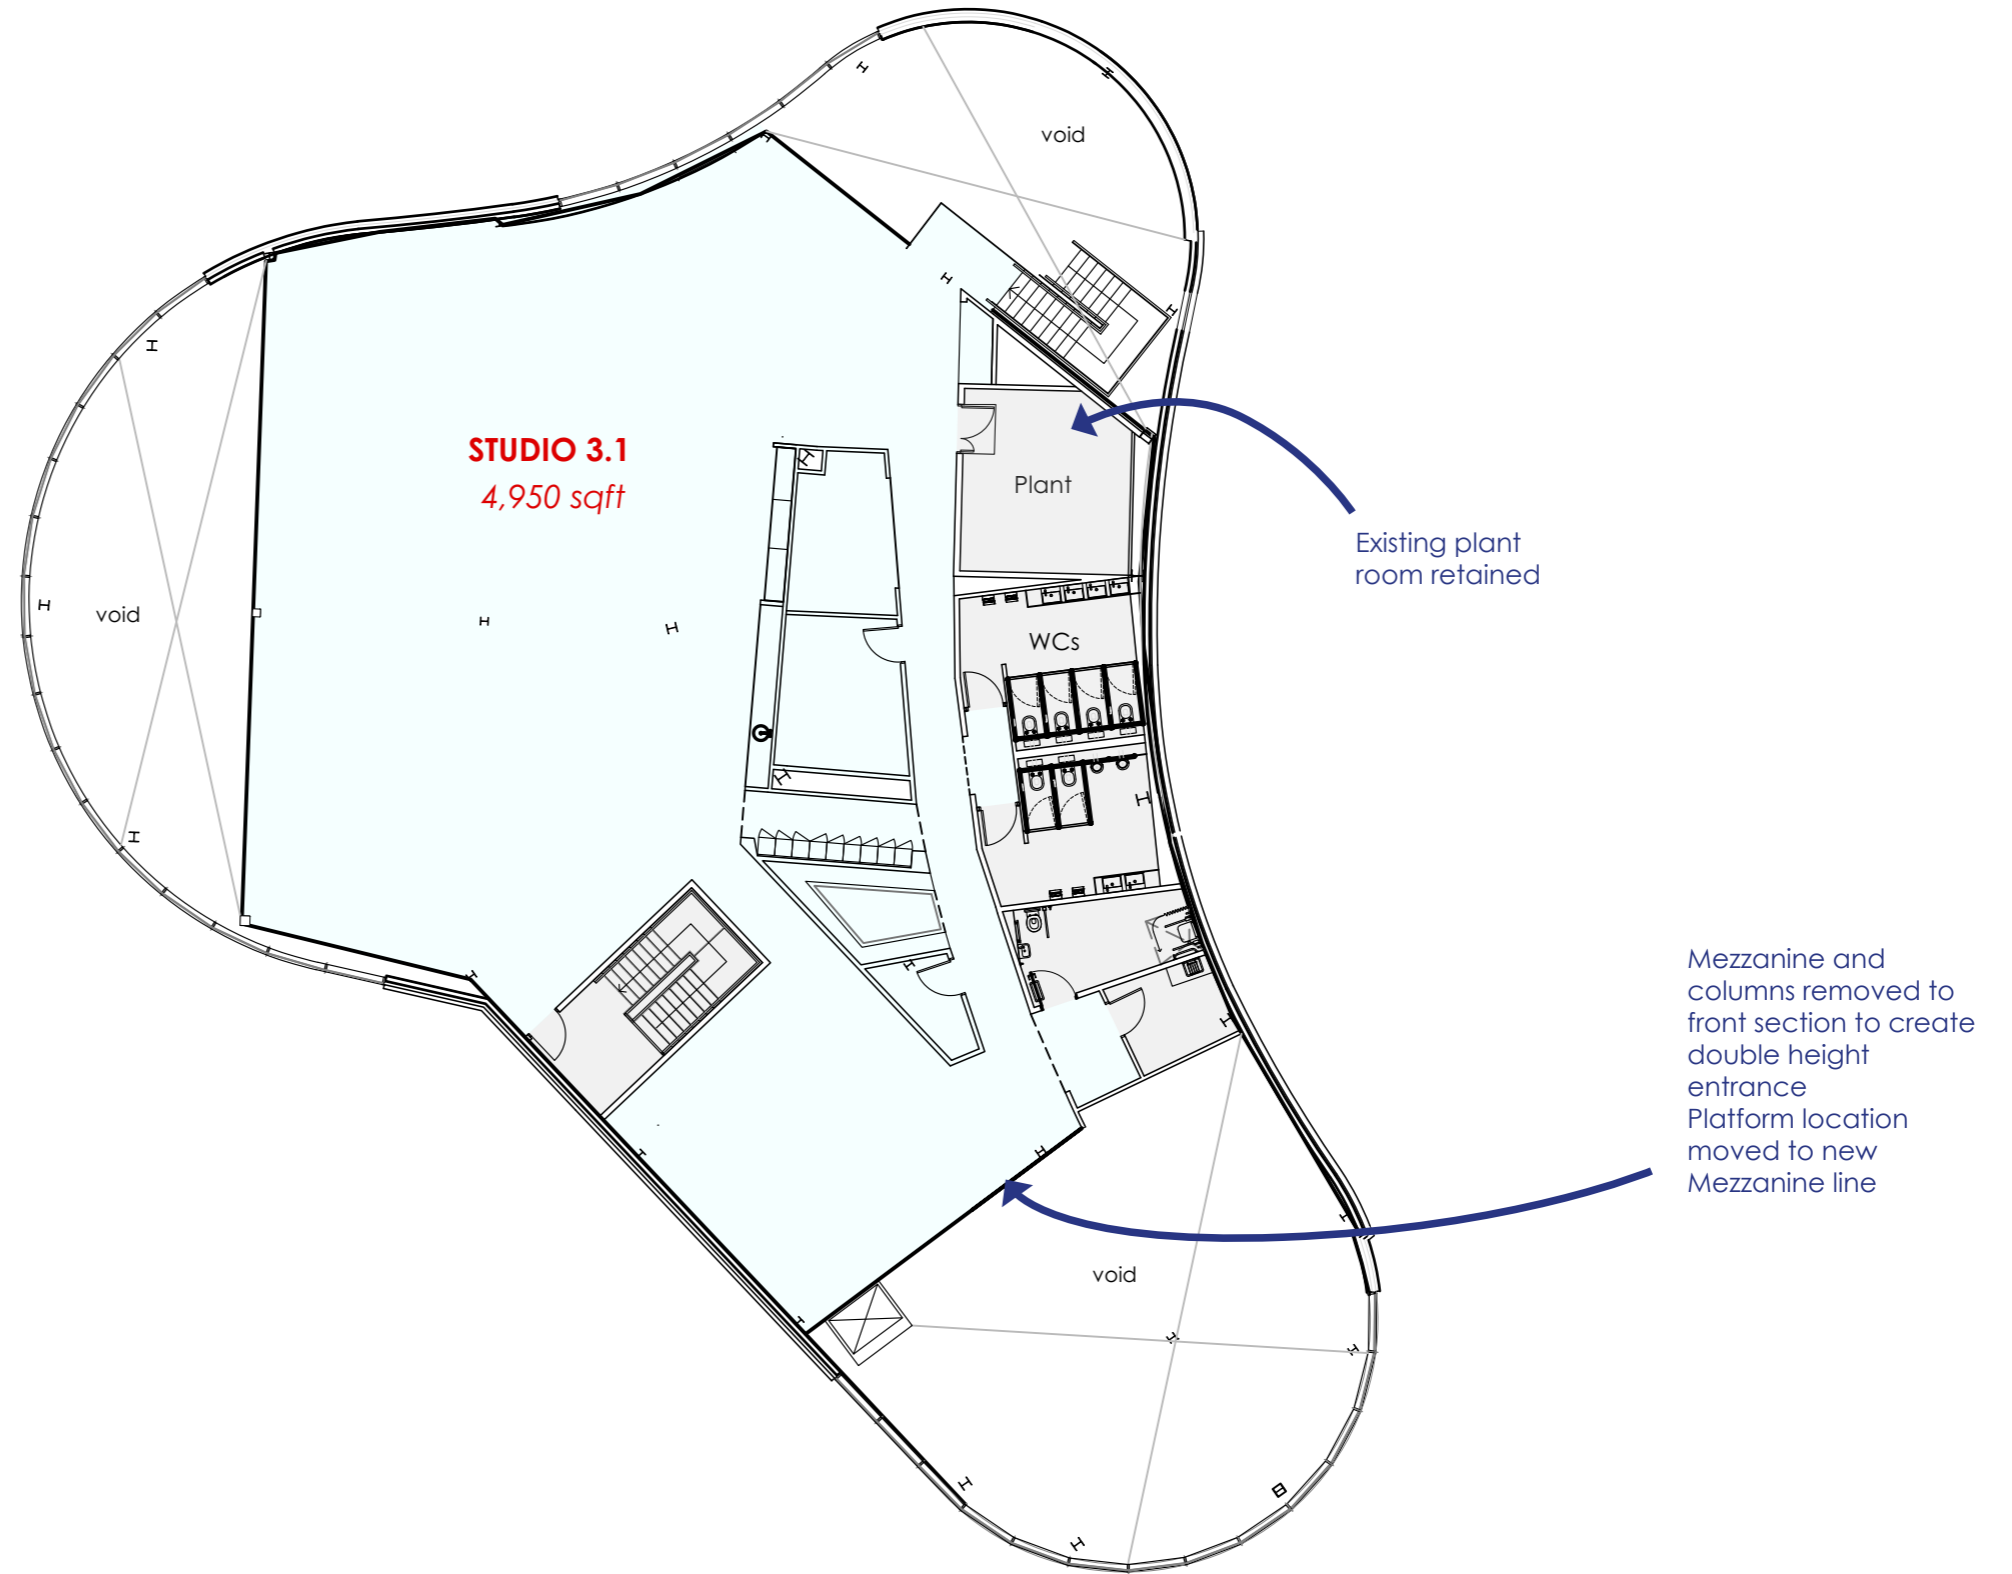 void
STUDIO 3.1
4,950 sqft
Plant
Existing plant
room retained
void
WCs
Mezzanine and
columns removed to
front section to create
double height
entrance
Platform location
moved to new
Mezzanine line
void